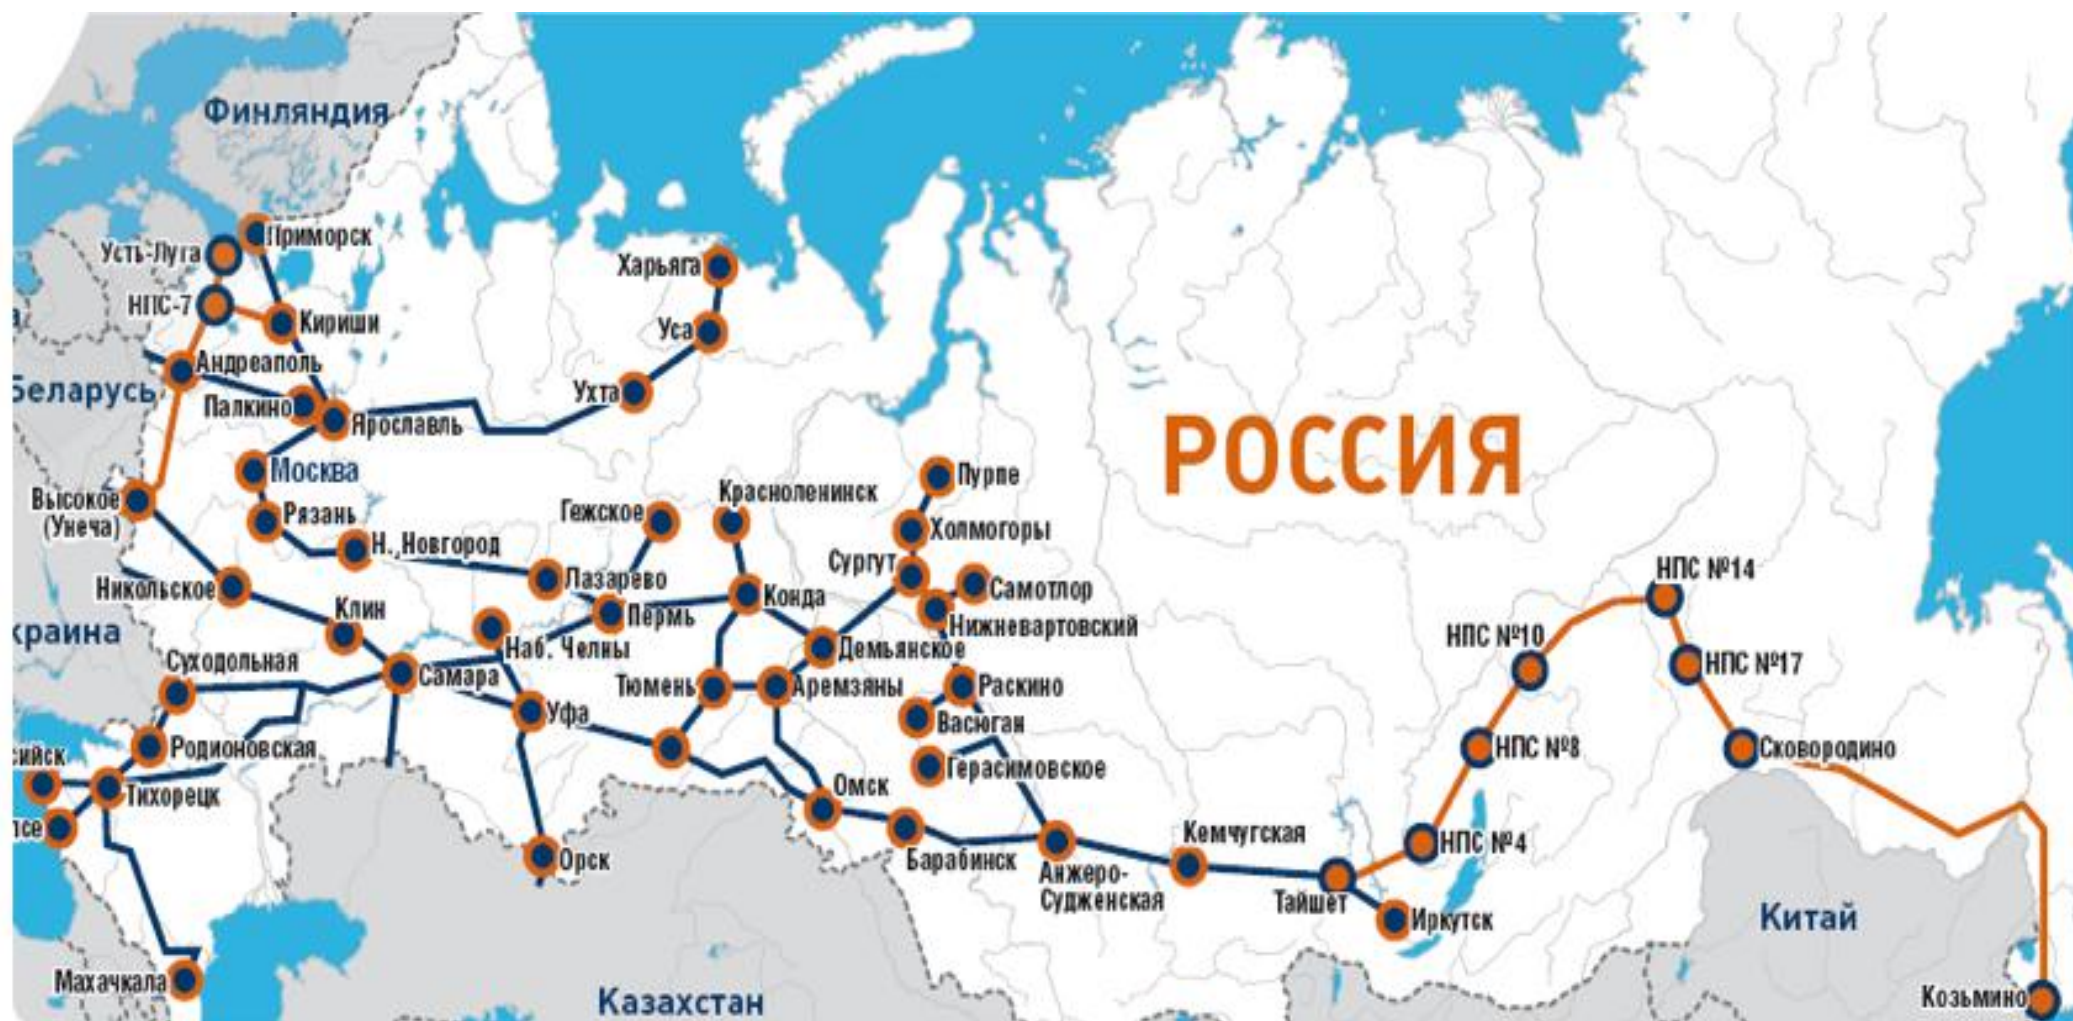 Финляндия
Приморск
Усть-Луга
Харьяга
НПС-7
Кириши
Уса
Андреаполь
Беларусь
Ухта
Палкино
Ярославль
РОССИЯ
Москва
Пурпе
Высокое
(Унеча)
Красноленинск
Гежское
Рязань
Холмогоры
Н. Новгород
Сургут
НПС №14
Лазарево
Самотлор
Никольское
Конда
Клин
Пермь
Нижневартовский
краина
НПС №10
Наб. Челны
Демьянское
Суходольная
НПС №17
Самара
Тюмень
Аремзяны
Раскино
Уфа
Васюган
Родионовская
НПС №8
Сковородино
сийск
Герасимовское
Омск
Тихорецк
псе
Кемчугская
НПС №4
Орск
Барабинск
Анжеро-
Судженская
Тайшет
Иркутск
Китай
Махачкала
Казахстан
Козьмино